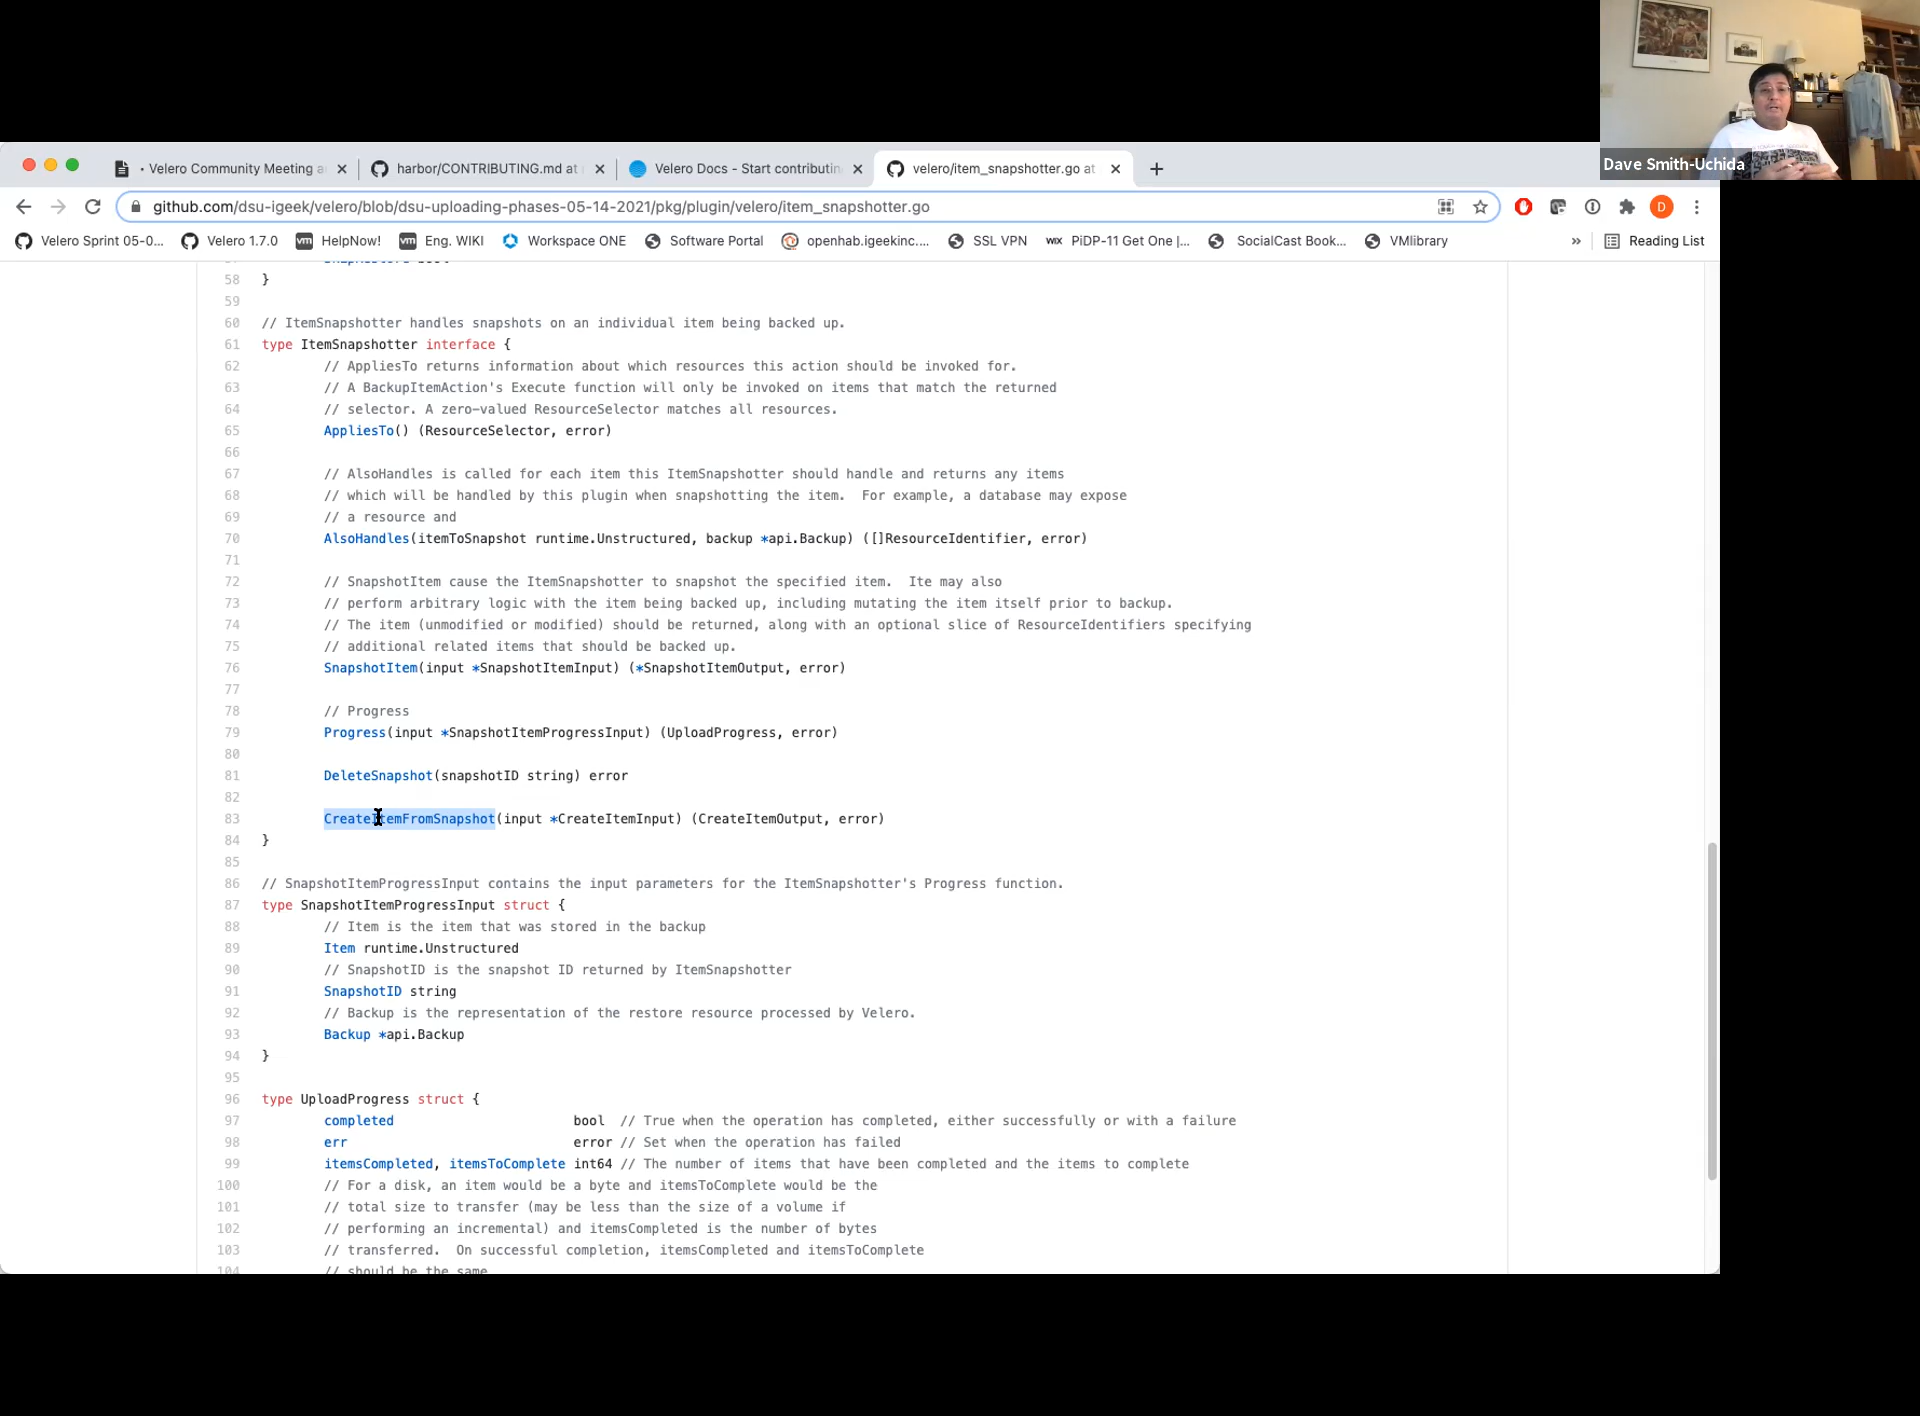 Dave Smith-Uchida
· Velero Community Meeting a
harbor/CONTRIBUTING.md at
Velero Docs - Start contributin
velero/item_snapshotter.go at
github.com/dsu-igeek/velero/blob/dsu-uploading-phases-05-14-2021/pkg/plugin/velero/item_snapshotter.go
D
Velero Sprint 05-0...
Velero 1.7.0
vm HelpNow!
vm Eng. WIKI
Workspace ONE
Software Portal
openhab.igeekinc....
SSL VPN
WIX PiDP-11 Get One |...
SocialCast Book...
VMlibrary
»
Reading List
58 }
59
60 // ItemSnapshotter handles snapshots on an individual item being backed up.
61 type ItemSnapshotter interface {
62 // AppliesTo returns information about which resources this action should be invoked for.
63 // A BackupItemAction's Execute function will only be invoked on items that match the returned
64 // selector. A zero-valued ResourceSelector matches all resources.
65 AppliesTo() (ResourceSelector, error)
66
67 // AlsoHandles is called for each item this ItemSnapshotter should handle and returns any items
68 // which will be handled by this plugin when snapshotting the item.  For example, a database may expose
69 // a resource and
70 AlsoHandles(itemToSnapshot runtime.Unstructured, backup *api.Backup) ([]ResourceIdentifier, error)
71
72 // SnapshotItem cause the ItemSnapshotter to snapshot the specified item.  Ite may also
73 // perform arbitrary logic with the item being backed up, including mutating the item itself prior to backup.
74 // The item (unmodified or modified) should be returned, along with an optional slice of ResourceIdentifiers specifying
75 // additional related items that should be backed up.
76 SnapshotItem(input *SnapshotItemInput) (*SnapshotItemOutput, error)
77
78 // Progress
79 Progress(input *SnapshotItemProgressInput) (UploadProgress, error)
80
81 DeleteSnapshot(snapshotID string) error
82
83 CreateItemFromSnapshot(input *CreateItemInput) (CreateItemOutput, error)
84 }
85
86 // SnapshotItemProgressInput contains the input parameters for the ItemSnapshotter's Progress function.
87 type SnapshotItemProgressInput struct {
88 // Item is the item that was stored in the backup
89 Item runtime.Unstructured
90 // SnapshotID is the snapshot ID returned by ItemSnapshotter
91 SnapshotID string
92 // Backup is the representation of the restore resource processed by Velero.
93 Backup *api.Backup
94 }
95
96 type UploadProgress struct {
97 completed bool // True when the operation has completed, either successfully or with a failure
98 err error // Set when the operation has failed
99 itemsCompleted, itemsToComplete int64 // The number of items that have been completed and the items to complete
100 // For a disk, an item would be a byte and itemsToComplete would be the
101 // total size to transfer (may be less than the size of a volume if
102 // performing an incremental) and itemsCompleted is the number of bytes
103 // transferred.  On successful completion, itemsCompleted and itemsToComplete
104 // should be the same